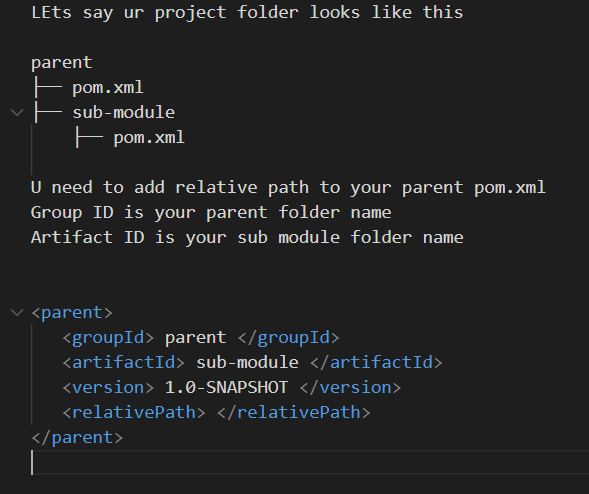 LEts say ur project folder looks like this
parent
├── pom.xml
├── sub-module
    ├── pom.xml
U need to add relative path to your parent pom.xml
Group ID is your parent folder name
Artifact ID is your sub module folder name
<parent>
   <groupId> parent </groupId>
   <artifactId> sub-module </artifactId>
   <version> 1.0-SNAPSHOT </version>
   <relativePath> </relativePath>
</parent>